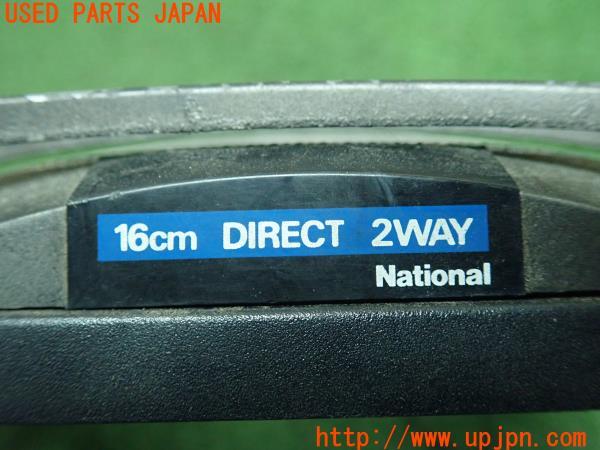 USED PARTS JAPAN
16cm DIRECT 2WAY
National
http://www.upjpn.com/